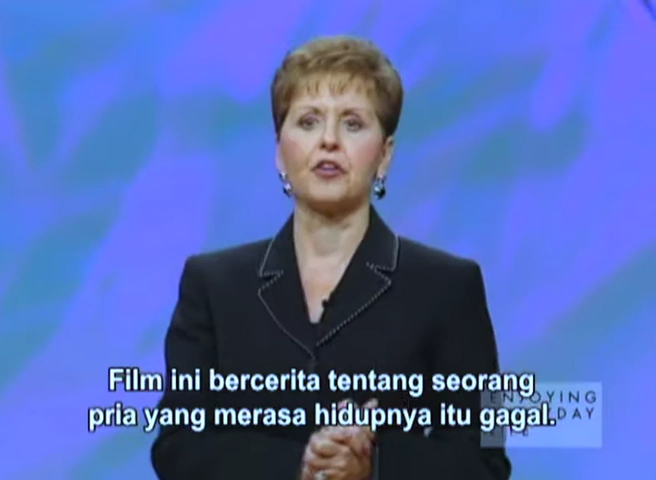 Film ini bercerita tentang seorang
pria yang merasa hidupnya itu gagal.
ENJOYING
DAY